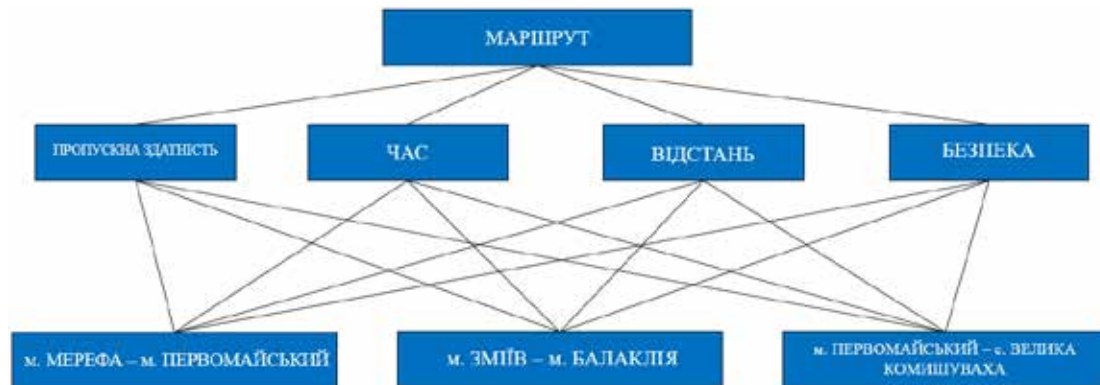 МАРШРУТ
ПРОПУСКНА ЗДАТНІСТЬ
ЧАС
ВІДСТАНЬ
БЕЗПЕКА
м. МЕРЕФА – м. ПЕРВОМАЙСЬКИЙ
м. ЗМІЇВ – м. БАЛАКЛІЯ
м. ПЕРВОМАЙСЬКИЙ – с. ВЕЛИКА
КОМИШУВАХА